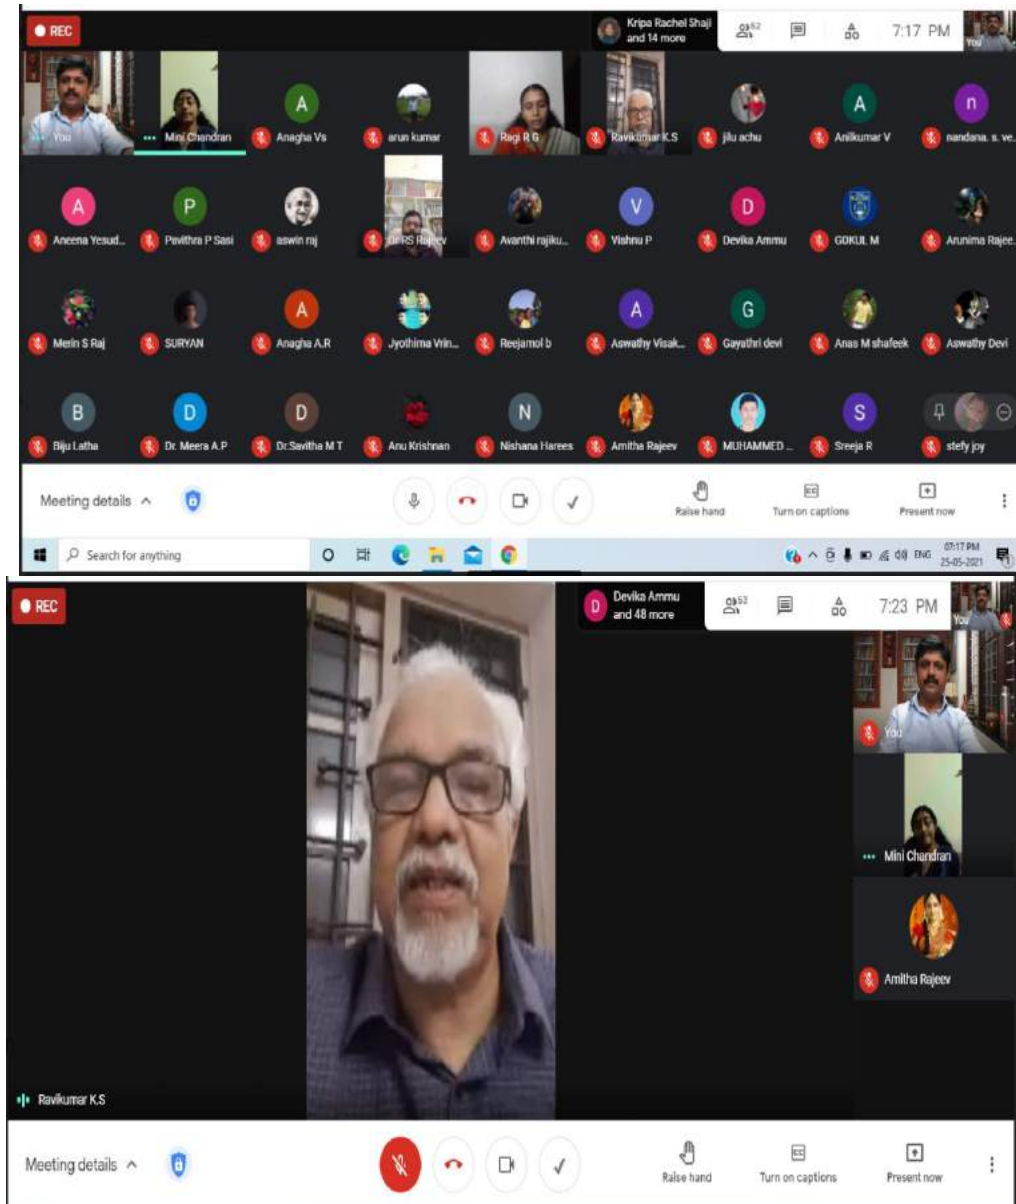 REC
Kripa Rachel Shaji
and 14 more
62
7:17 PM
You
You
Mini Chandran
A
Anagha Vs
arun kumar
Ragi R G
Ravikumar K.S
jilu achu
A
Anilkumar V
n
nandana. s. ve...
A
Aneena Yesud...
P
Pavithra P Sasi
aswin raj
Dr RS Rajeev
Avanthi rajiku...
V
Vishnu P
D
Devika Ammu
GOKUL M
Arunima Rajee...
Merin S Raj
SURYAN
A
Anagha A.R
Jyothima Vrin...
Reejamol b
A
Aswathy Visak...
G
Gayathri devi
Anas M shafeek
Aswathy Devi
B
Biju Latha
D
Dr. Meera A.P
D
Dr.Savitha M T
Anu Krishnan
N
Nishana Harees
Amitha Rajeev
MUHAMMED ...
S
Sreeja R
stefy joy
Meeting details
Raise hand
Turn on captions
Present now
Search for anything
ENG
07:17 PM
25-05-2021
REC
D
Devika Ammu
and 48 more
53
7:23 PM
You
You
Mini Chandran
Amitha Rajeev
Ravikumar K.S
Meeting details
Raise hand
Turn on captions
Present now